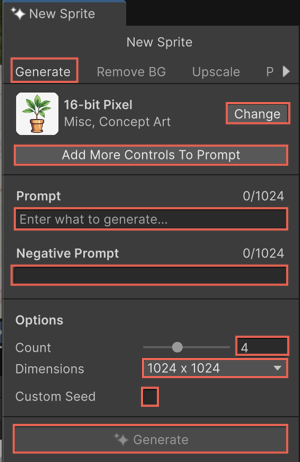 New Sprite
New Sprite
Generate Remove BG Upscale P
16-bit Pixel
Misc, Concept Art
Change
Add More Controls To Prompt
Prompt 0/1024
Enter what to generate...
Negative Prompt 0/1024
Options
Count 4
Dimensions 1024 x 1024
Custom Seed
Generate